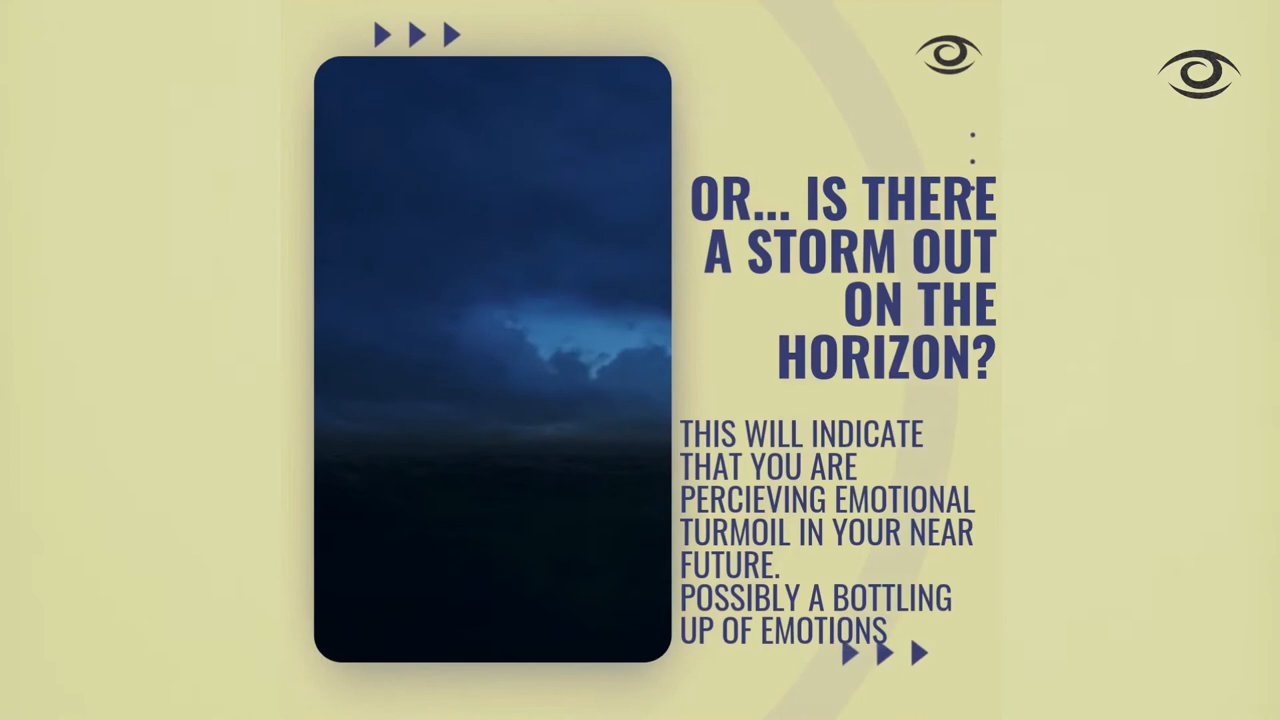 OR... IS THERE
A STORM OUT
ON THE
HORIZON?
THIS WILL INDICATE
THAT YOU ARE
PERCIEVING EMOTIONAL
TURMOIL IN YOUR NEAR
FUTURE.
POSSIBLY A BOTTLING
UP OF EMOTIONS